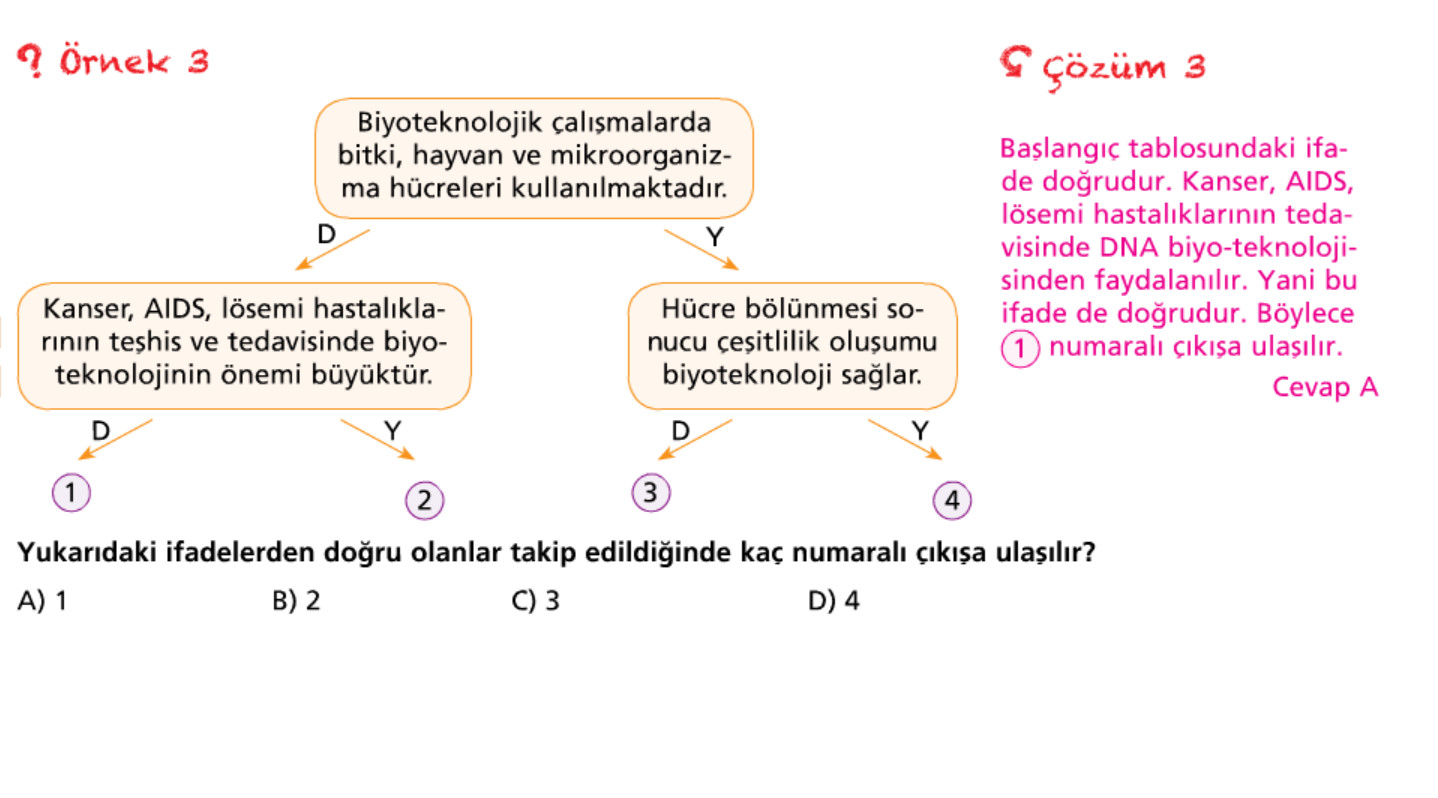 ? Örnek 3
Biyoteknolojik çalışmalarda
bitki, hayvan ve mikroorganiz-
ma hücreleri kullanılmaktadır.
D
Y
Kanser, AIDS, lösemi hastalıkla-
rının teşhis ve tedavisinde biyo-
teknolojinin önemi büyüktür.
Hücre bölünmesi so-
nucu çeşitlilik oluşumu
biyoteknoloji sağlar.
D
Y
D
Y
1
2
3
4
Yukarıdaki ifadelerden doğru olanlar takip edildiğinde kaç numaralı çıkışa ulaşılır?
A) 1
B) 2
C) 3
D) 4
Çözüm 3
Başlangıç tablosundaki ifa-
de doğrudur. Kanser, AIDS,
lösemi hastalıklarının teda-
visinde DNA biyo-teknoloji-
sinden faydalanılır. Yani bu
ifade de doğrudur. Böylece
1 numaralı çıkışa ulaşılır.
Cevap A